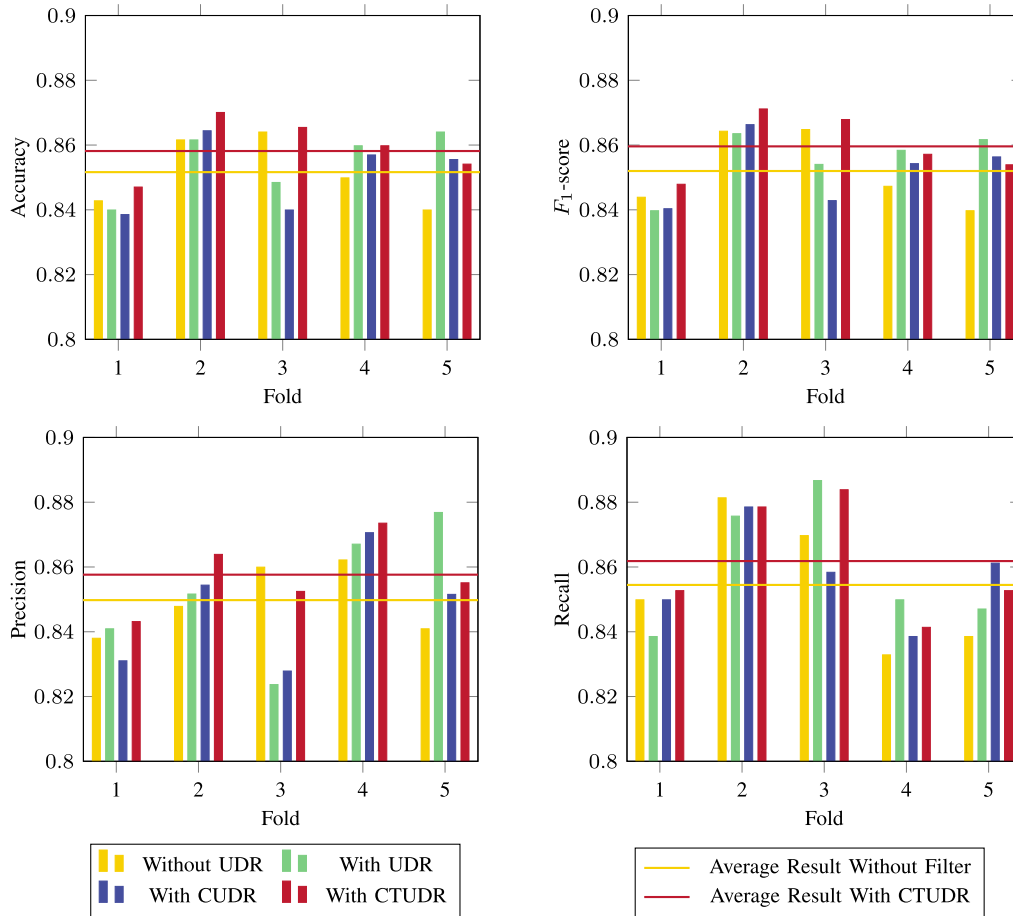 0.9
0.88
0.86
0.84
0.82
0.8
Accuracy
1 2 3 4 5
Fold
0.9
0.88
0.86
0.84
0.82
0.8
F1-score
1 2 3 4 5
Fold
0.9
0.88
0.86
0.84
0.82
0.8
Precision
1 2 3 4 5
Fold
0.9
0.88
0.86
0.84
0.82
0.8
Recall
1 2 3 4 5
Fold
Without UDR With UDR
With CUDR With CTUDR
Average Result Without Filter
Average Result With CTUDR